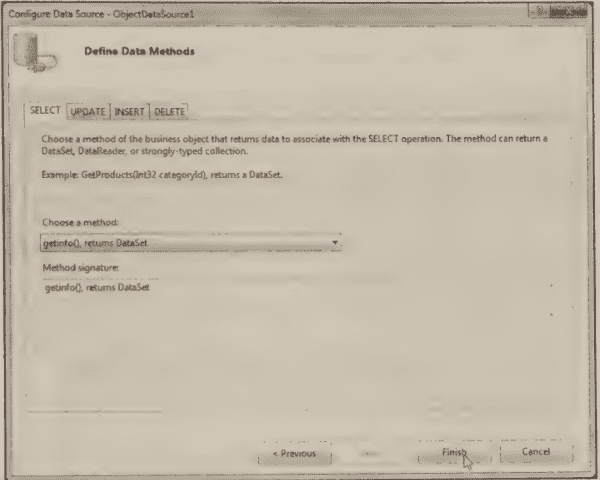 Configure Data Source - ObjectDataSource1
Define Data Methods
SELECT UPDATE INSERT DELETE
Choose a method of the business object that returns data to associate with the SELECT operation. The method can return a
DataSet, DataReader, or strongly-typed collection.
Example: GetProducts(Int32 categoryId), returns a DataSet.
Choose a method:
getinfo(), returns DataSet
Method signature:
getinfo(), returns DataSet
< Previous Finish Cancel